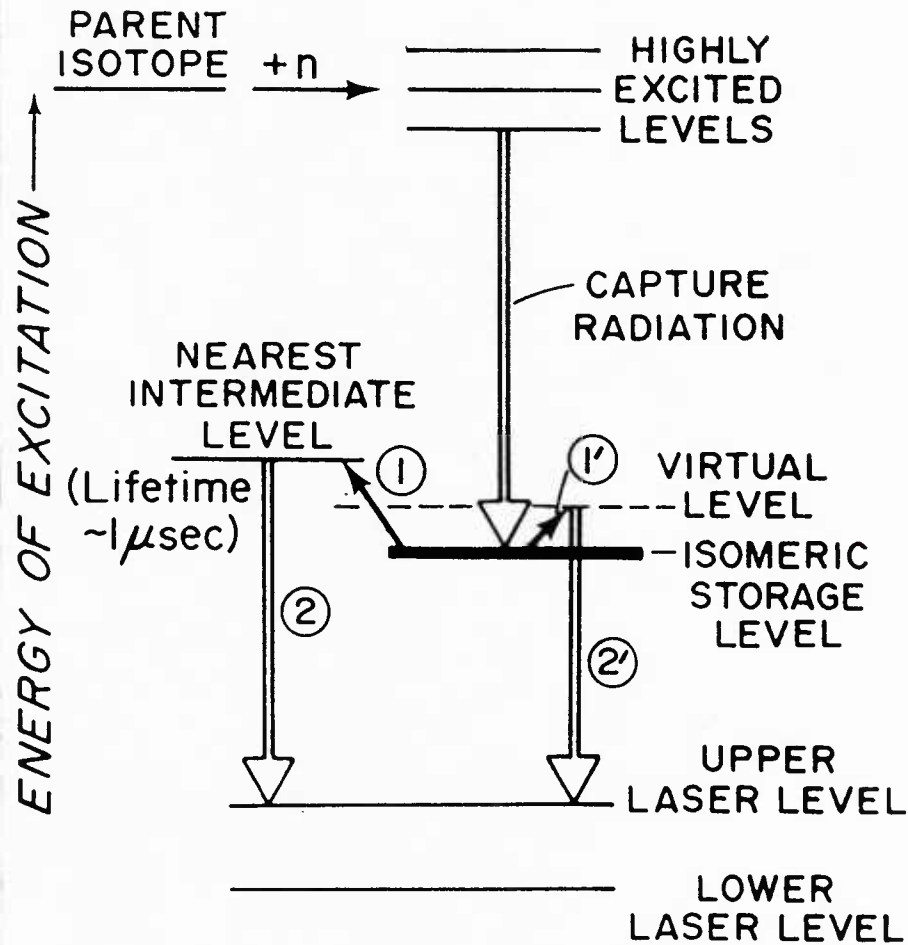 PARENT
ISOTOPE
+n
HIGHLY
EXCITED
LEVELS
ENERGY OF EXCITATION
CAPTURE
RADIATION
NEAREST
INTERMEDIATE
LEVEL
(Lifetime
~1μsec)
1
1′
VIRTUAL
LEVEL
ISOMERIC
STORAGE
LEVEL
2
2′
UPPER
LASER LEVEL
LOWER
LASER LEVEL